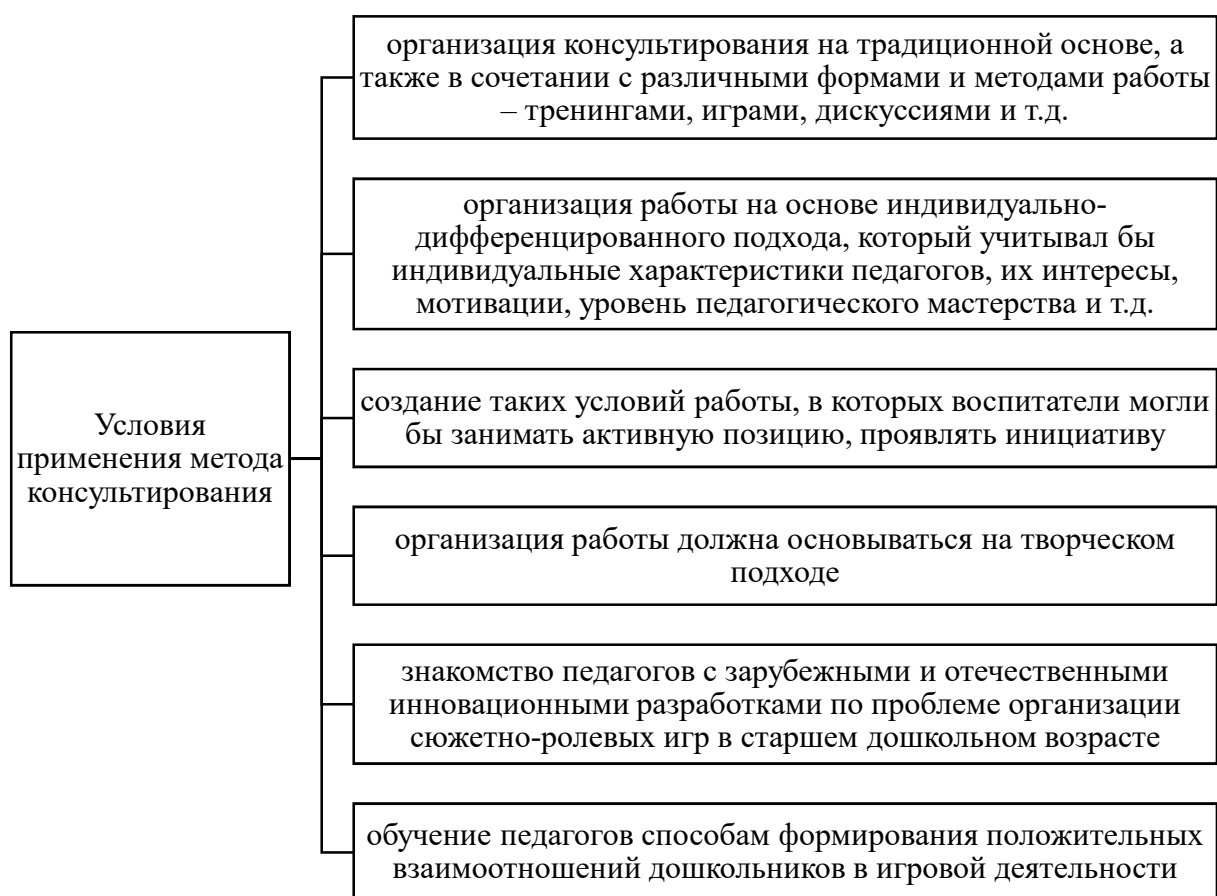 организация консультирования на традиционной основе, а
также в сочетании с различными формами и методами работы
– тренингами, играми, дискуссиями и т.д.
организация работы на основе индивидуально-
дифференцированного подхода, который учитывал бы
индивидуальные характеристики педагогов, их интересы,
мотивации, уровень педагогического мастерства и т.д.
Условия
применения метода
консультирования
создание таких условий работы, в которых воспитатели могли
бы занимать активную позицию, проявлять инициативу
организация работы должна основываться на творческом
подходе
знакомство педагогов с зарубежными и отечественными
инновационными разработками по проблеме организации
сюжетно-ролевых игр в старшем дошкольном возрасте
обучение педагогов способам формирования положительных
взаимоотношений дошкольников в игровой деятельности